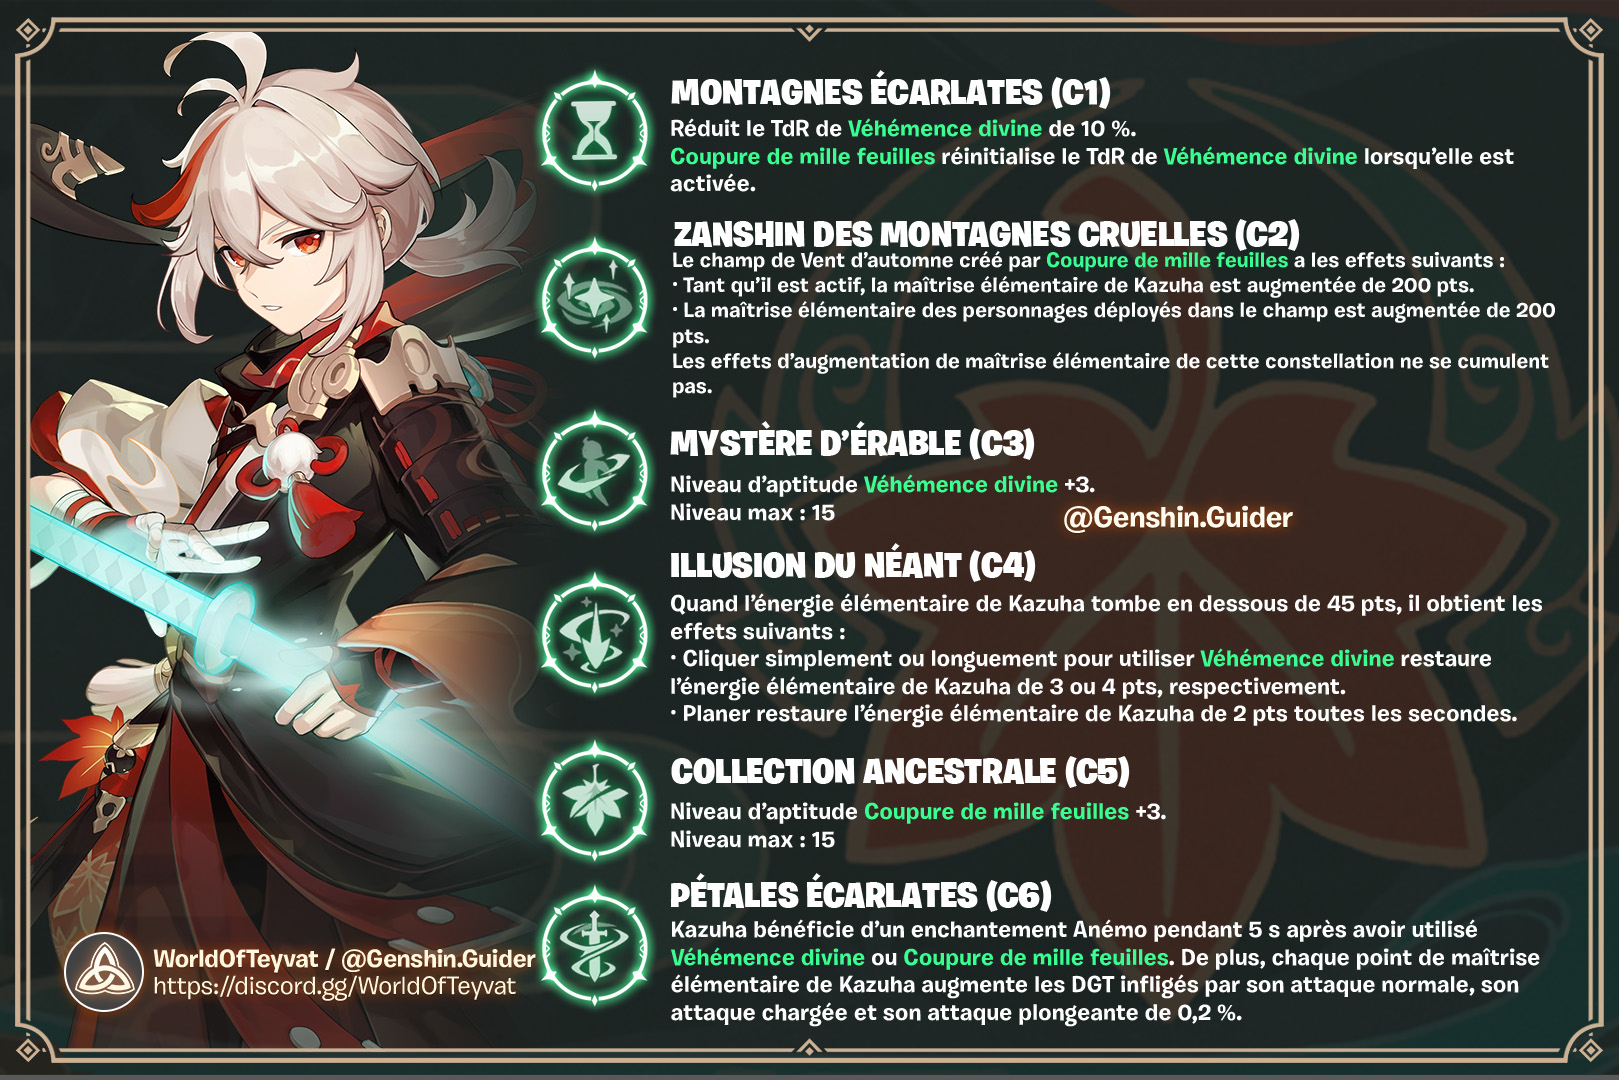 MONTAGNES ÉCARLATES (C1)
Réduit le TdR de Véhémence divine de 10 %.
Coupure de mille feuilles réinitialise le TdR de Véhémence divine lorsqu'elle est
activée.
ZANSHIN DES MONTAGNES CRUELLES (C2)
Le champ de Vent d'automne créé par Coupure de mille feuilles a les effets suivants :
· Tant qu'il est actif, la maîtrise élémentaire de Kazuha est augmentée de 200 pts.
· La maîtrise élémentaire des personnages déployés dans le champ est augmentée de 200
pts.
Les effets d'augmentation de maîtrise élémentaire de cette constellation ne se cumulent
pas.
MYSTÈRE D'ÉRABLE (C3)
Niveau d'aptitude Véhémence divine +3.
Niveau max : 15
@Genshin.Guider
ILLUSION DU NÉANT (C4)
Quand l'énergie élémentaire de Kazuha tombe en dessous de 45 pts, il obtient les
effets suivants :
· Cliquer simplement ou longuement pour utiliser Véhémence divine restaure
l'énergie élémentaire de Kazuha de 3 ou 4 pts, respectivement.
· Planer restaure l'énergie élémentaire de Kazuha de 2 pts toutes les secondes.
COLLECTION ANCESTRALE (C5)
Niveau d'aptitude Coupure de mille feuilles +3.
Niveau max : 15
PÉTALES ÉCARLATES (C6)
Kazuha bénéficie d'un enchantement Anémo pendant 5 s après avoir utilisé
Véhémence divine ou Coupure de mille feuilles. De plus, chaque point de maîtrise
élémentaire de Kazuha augmente les DGT infligés par son attaque normale, son
attaque chargée et son attaque plongeante de 0,2 %.
WorldOfTeyvat / @Genshin.Guider
https://discord.gg/WorldOfTeyvat